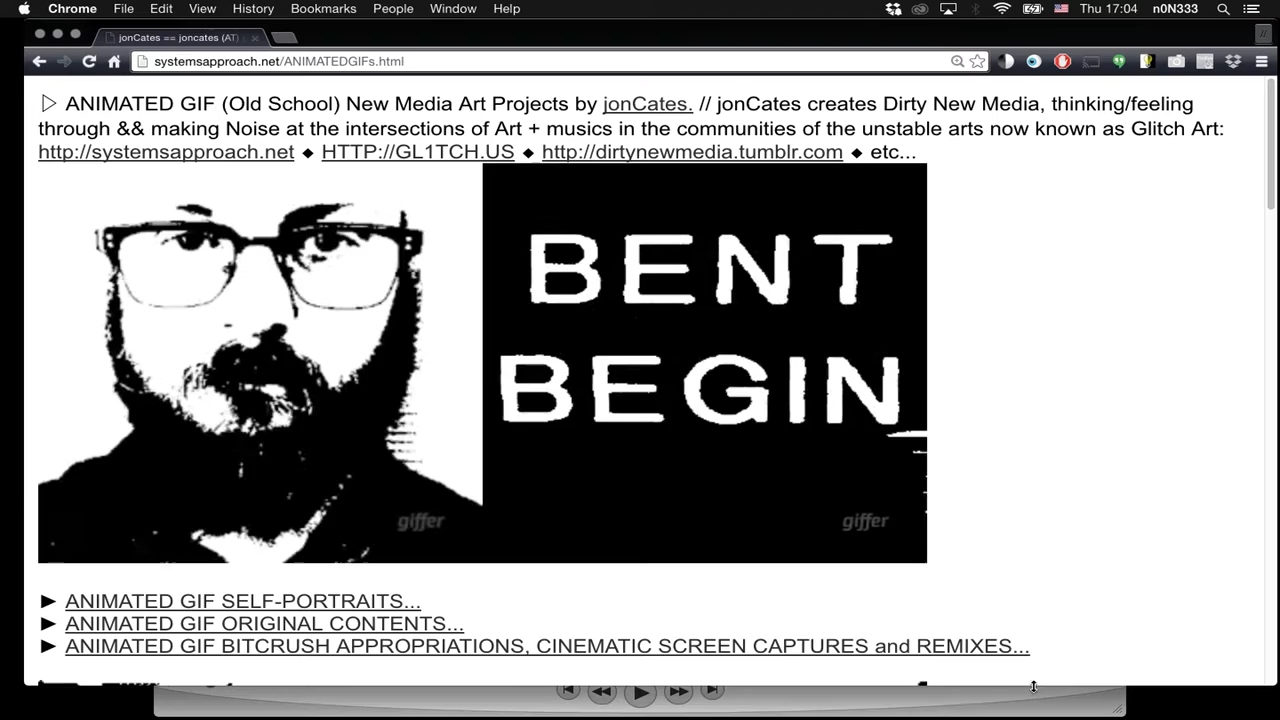 Chrome File Edit View History Bookmarks People Window Help Thu 17:04 n0N333
jonCates == joncates (AT)
systemsapproach.net/ANIMATEDGIFs.html
▷ ANIMATED GIF (Old School) New Media Art Projects by jonCates. // jonCates creates Dirty New Media, thinking/feeling
through && making Noise at the intersections of Art + musics in the communities of the unstable arts now known as Glitch Art:
http://systemsapproach.net ◆ HTTP://GL1TCH.US ◆ http://dirtynewmedia.tumblr.com ◆ etc...
BENT
BEGIN
giffer giffer
► ANIMATED GIF SELF-PORTRAITS...
► ANIMATED GIF ORIGINAL CONTENTS...
► ANIMATED GIF BITCRUSH APPROPRIATIONS, CINEMATIC SCREEN CAPTURES and REMIXES...